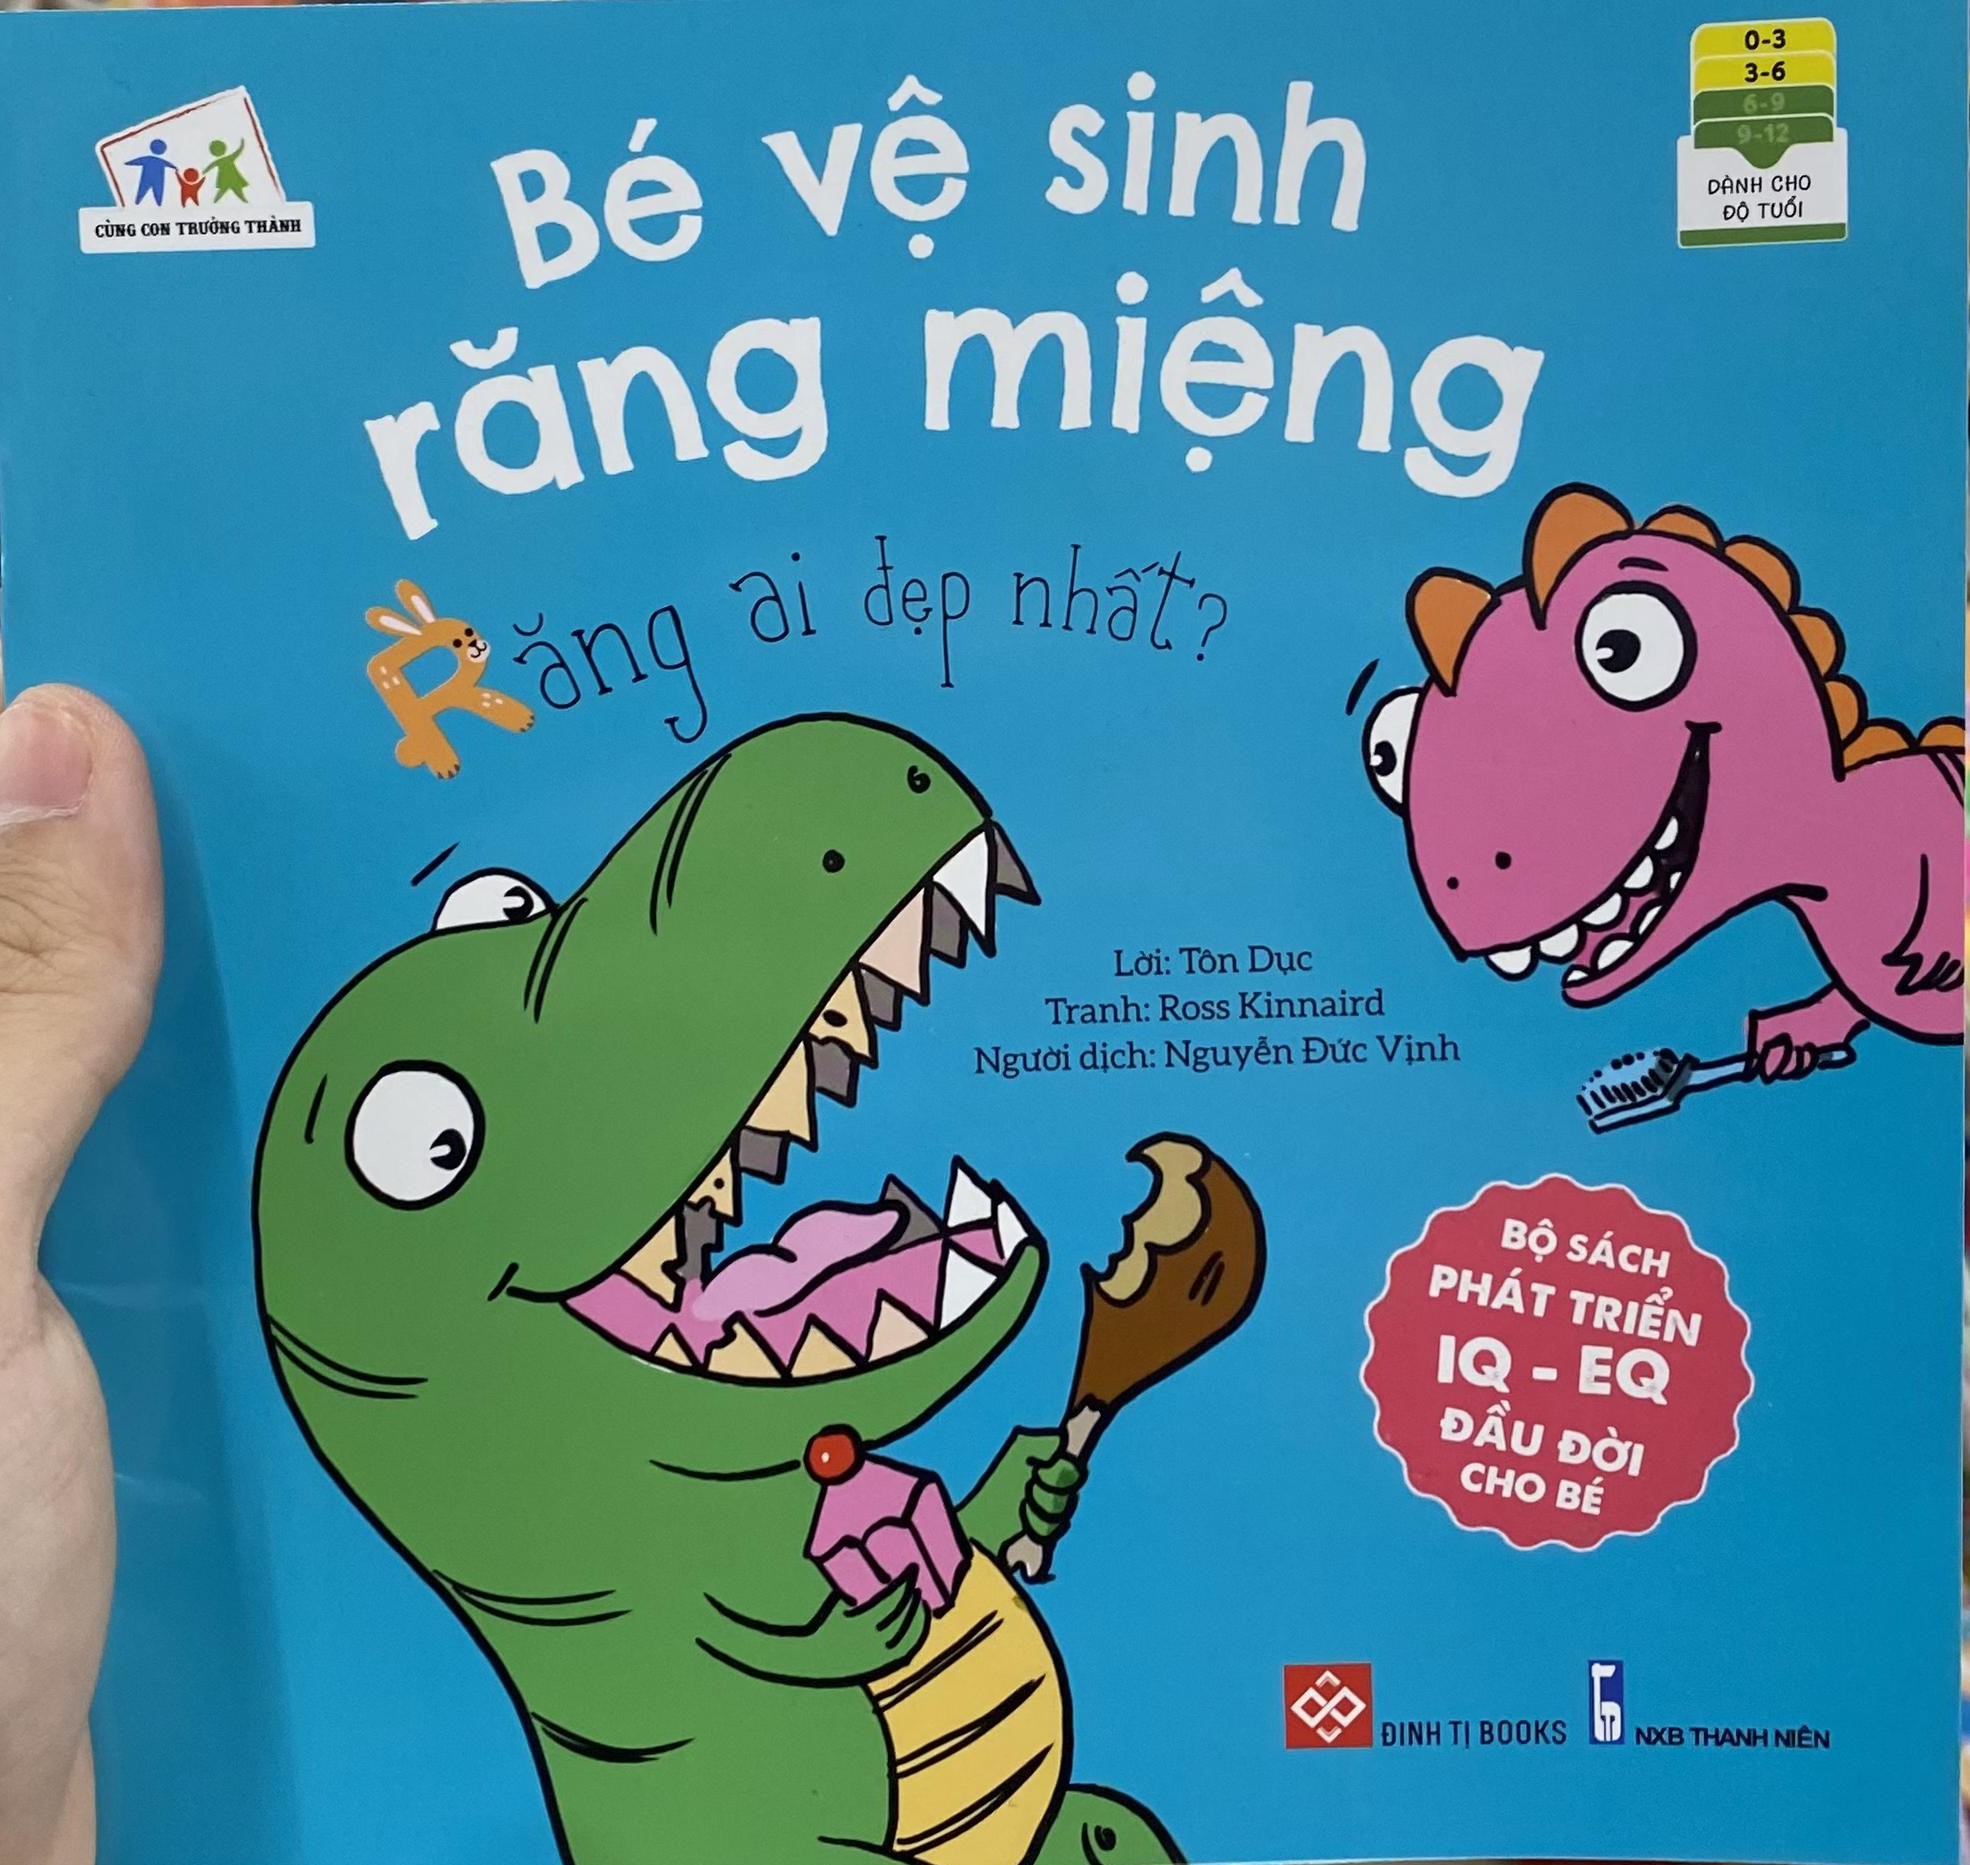 CÙNG CON TRƯỞNG THÀNH
0-3
3-6
6-9
9-12
DÀNH CHO
ĐỘ TUỔI
Bé vệ sinh
răng miệng
Răng ai đẹp nhất?
Lời: Tôn Dục
Tranh: Ross Kinnaird
Người dịch: Nguyễn Đức Vịnh
BỘ SÁCH
PHÁT TRIỂN
IQ - EQ
ĐẦU ĐỜI
CHO BÉ
ĐINH TỊ BOOKS
NXB THANH NIÊN